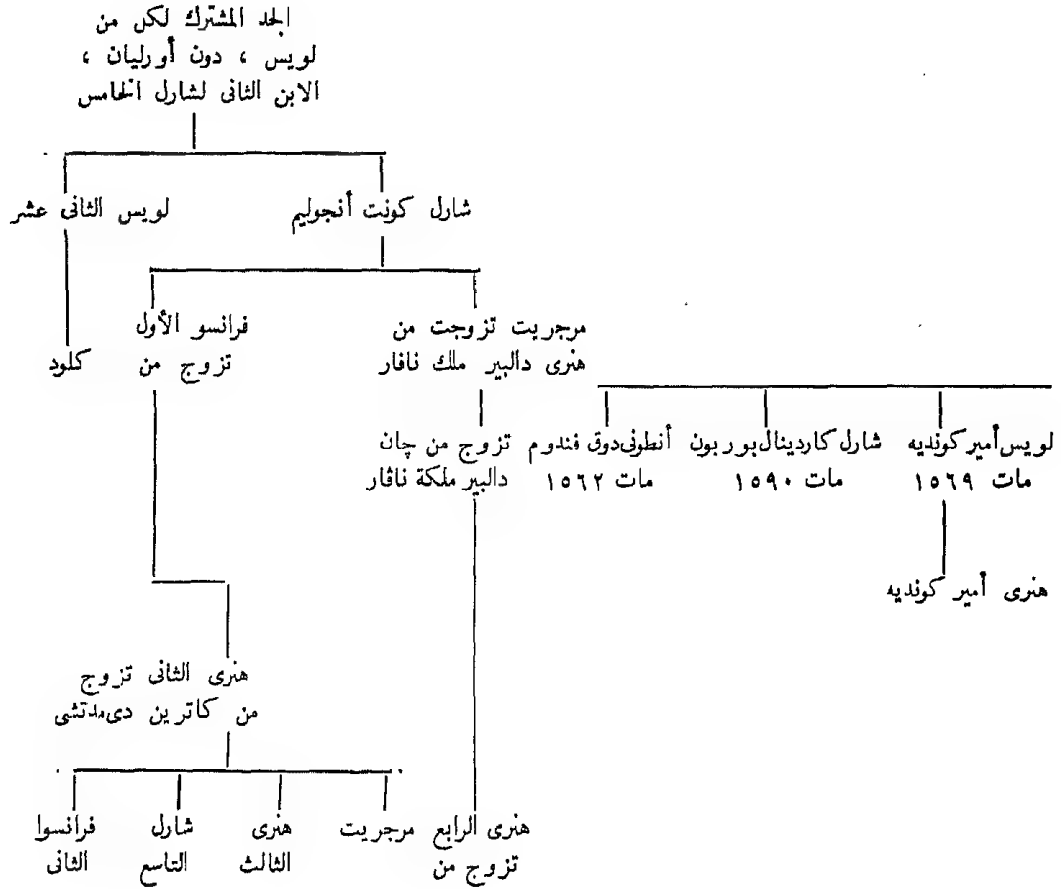 الجد المشترك لكل من
لويس ، دون أورليان ،
الابن الثانى لشارل الخامس
شارل كونت أنجوليم
لويس الثانى عشر
مرجريت تزوجت من
هنرى دالبير ملك نافار
فرانسو الأول
تزوج من
كلود
لويس أمير كونديه
مات ١٥٦٩
شارل كاردينال بوربون
مات ١٥٩٠
أنطونى دوق فندوم
مات ١٥٦٢
تزوج من چان
دالبير ملكة ناڤار
هنرى أمير كونديه
هنرى الثانى تزوج
من كاترين دى مدتشى
هنرى الرابع
تزوج من
مرجريت
هنرى
الثالث
شارل
التاسع
فرانسوا
الثانى